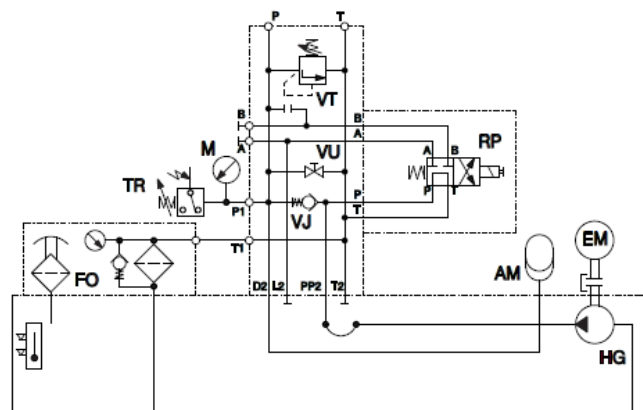 P T
VT
B B
A A
A B RP
M VU
TR P T
P
P1 VJ
T
T1
EM
AM
FO D2 L2 PP2 T2
HG